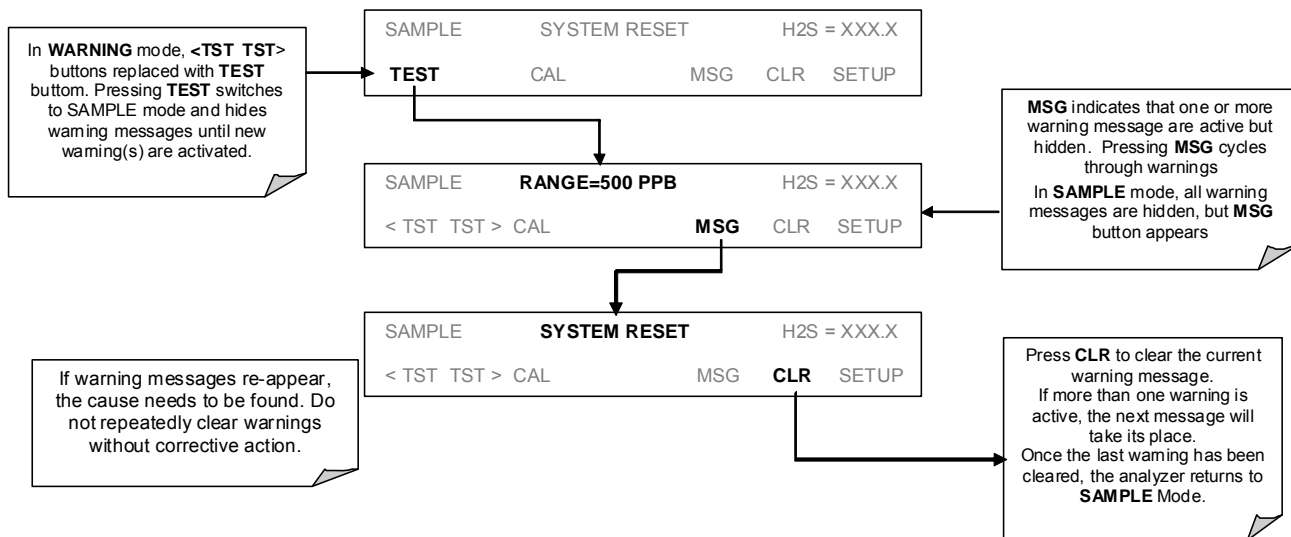 In WARNING mode, <TST TST>
buttons replaced with TEST
buttom. Pressing TEST switches
to SAMPLE mode and hides
warning messages until new
warning(s) are activated.
SAMPLE SYSTEM RESET H2S = XXX.X
TEST CAL MSG CLR SETUP
MSG indicates that one or more
warning message are active but
hidden. Pressing MSG cycles
through warnings
In SAMPLE mode, all warning
messages are hidden, but MSG
button appears
SAMPLE RANGE=500 PPB H2S = XXX.X
< TST TST > CAL MSG CLR SETUP
SAMPLE SYSTEM RESET H2S = XXX.X
< TST TST > CAL MSG CLR SETUP
If warning messages re-appear,
the cause needs to be found. Do
not repeatedly clear warnings
without corrective action.
Press CLR to clear the current
warning message.
If more than one warning is
active, the next message will
take its place.
Once the last warning has been
cleared, the analyzer returns to
SAMPLE Mode.